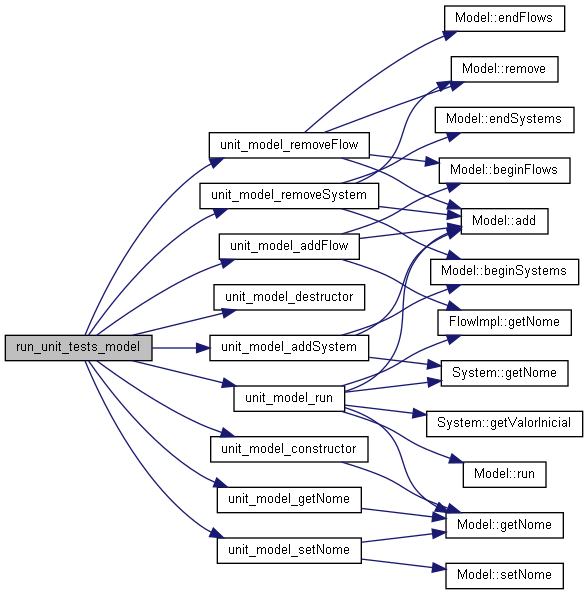 run_unit_tests_model
unit_model_removeFlow
unit_model_removeSystem
unit_model_addFlow
unit_model_destructor
unit_model_addSystem
unit_model_run
unit_model_constructor
unit_model_getNome
unit_model_setNome
Model::endFlows
Model::remove
Model::endSystems
Model::beginFlows
Model::add
Model::beginSystems
FlowImpl::getNome
System::getNome
System::getValorInicial
Model::run
Model::getNome
Model::setNome